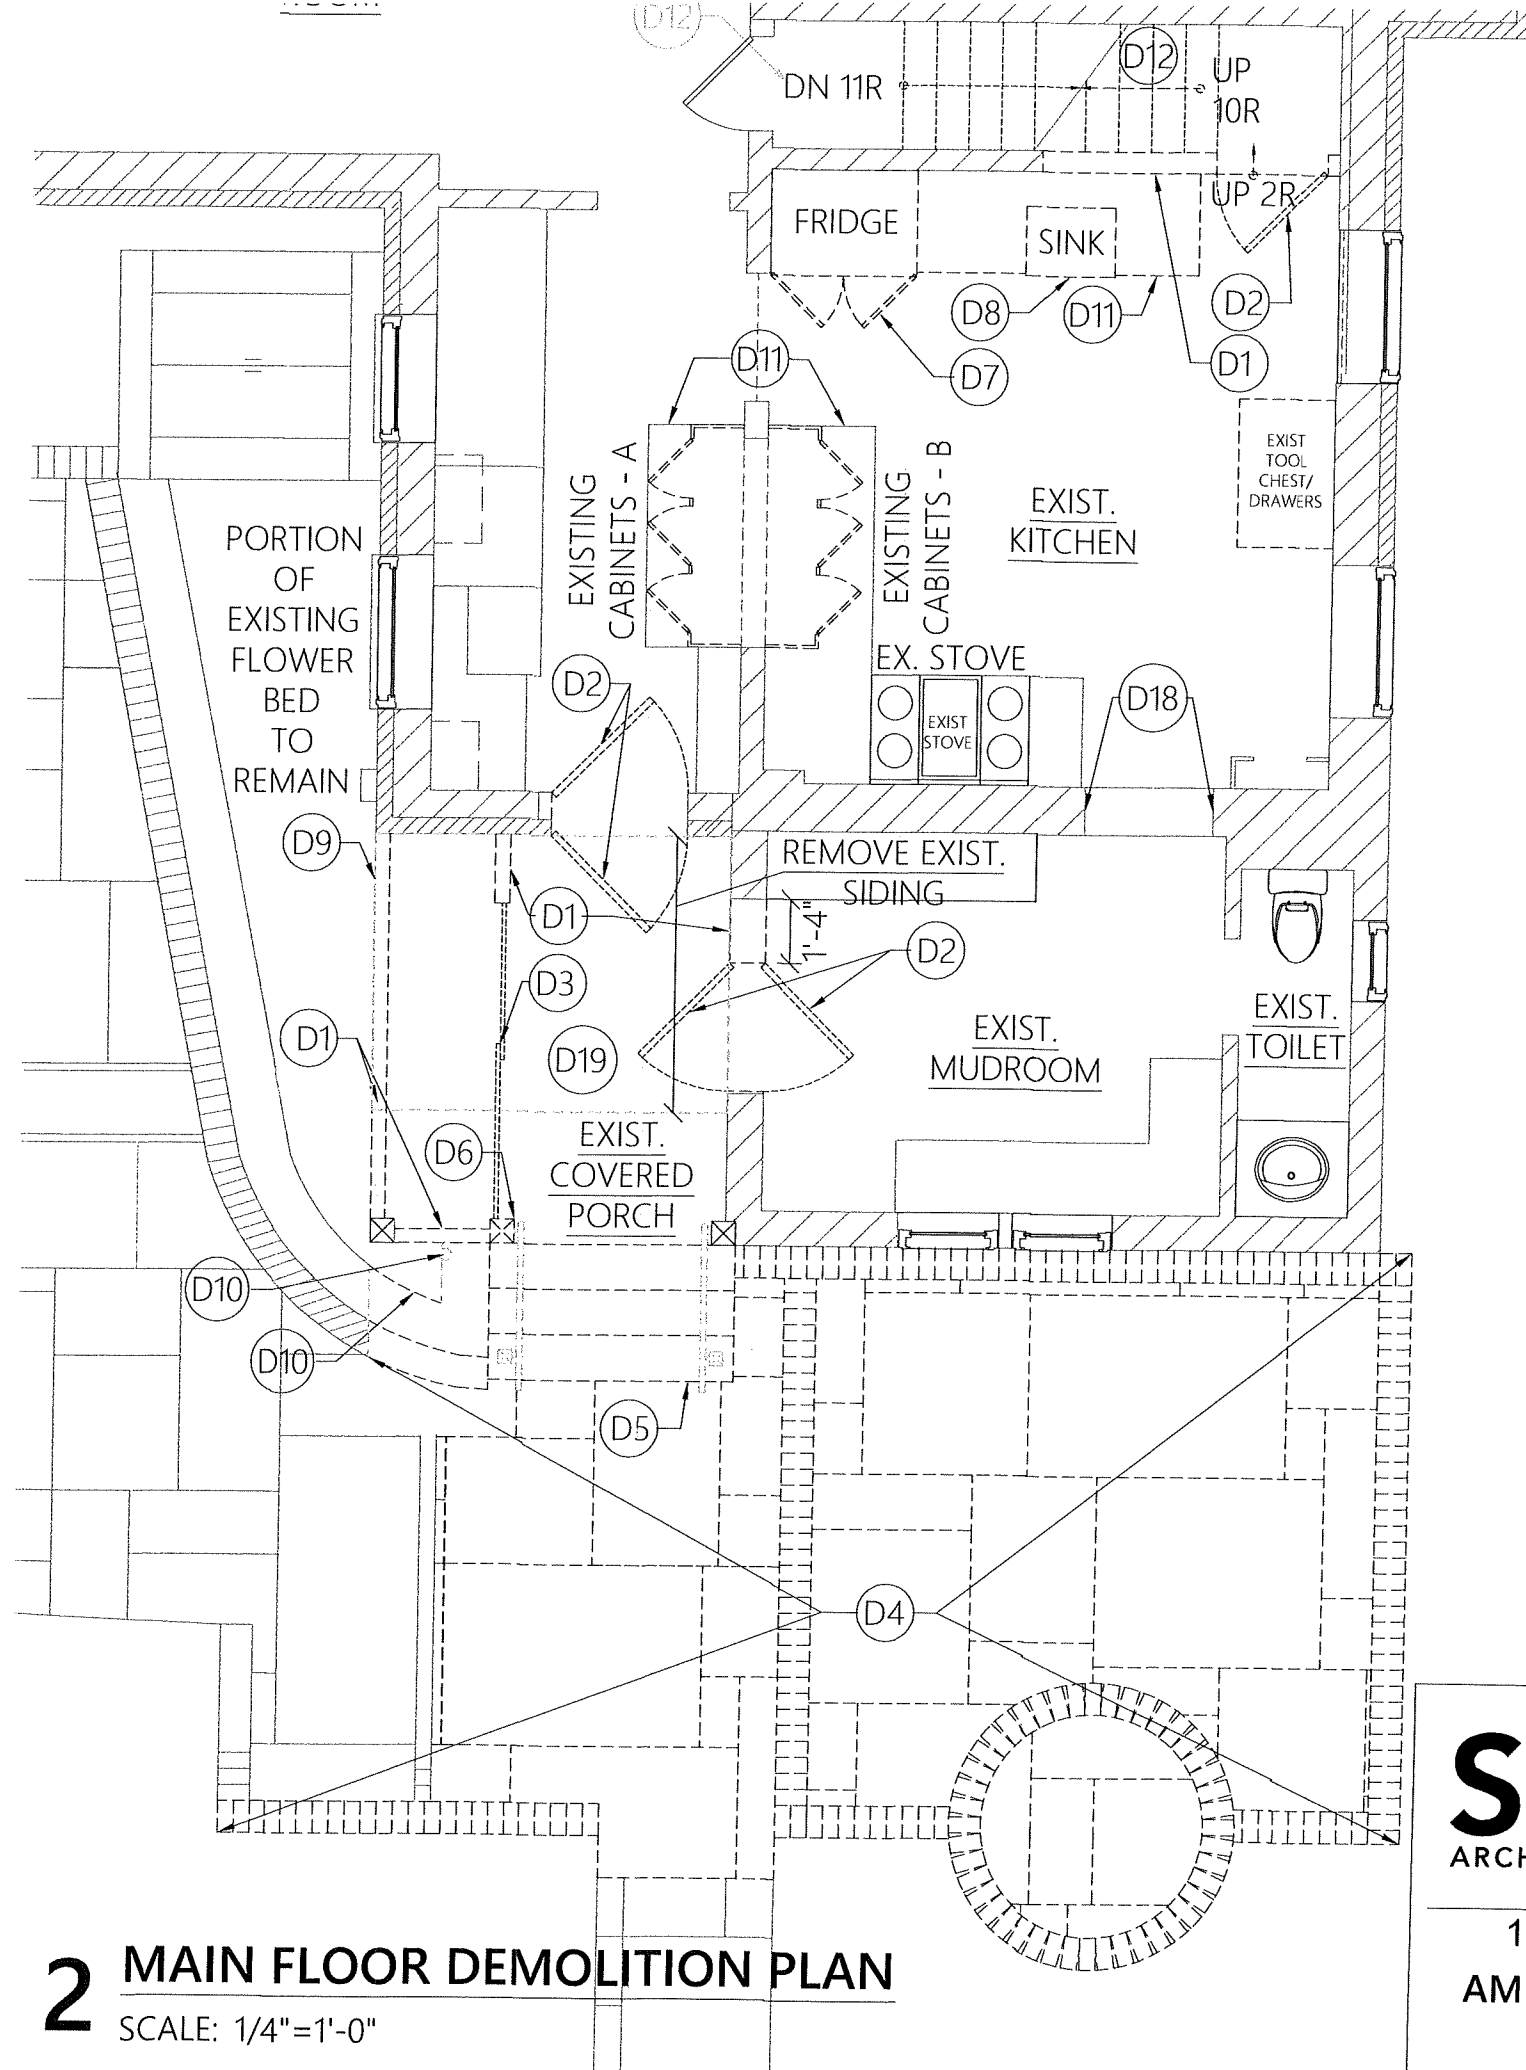 D12
DN 11R
D12
UP
10R
UP 2R
FRIDGE
SINK
D8
D11
D2
D1
D7
D11
EXIST
TOOL
CHEST/
DRAWERS
EXISTING
CABINETS - A
EXISTING
CABINETS - B
EXIST.
KITCHEN
PORTION
OF
EXISTING
FLOWER
BED
TO
REMAIN
D2
EX. STOVE
EXIST
STOVE
D18
D9
REMOVE EXIST.
SIDING
D1
1'-4"
D2
D3
D1
D19
EXIST.
MUDROOM
EXIST.
TOILET
D6
EXIST.
COVERED
PORCH
D10
D10
D5
D4
S
ARCH
1
AM
2
MAIN FLOOR DEMOLITION PLAN
SCALE: 1/4"=1'-0"